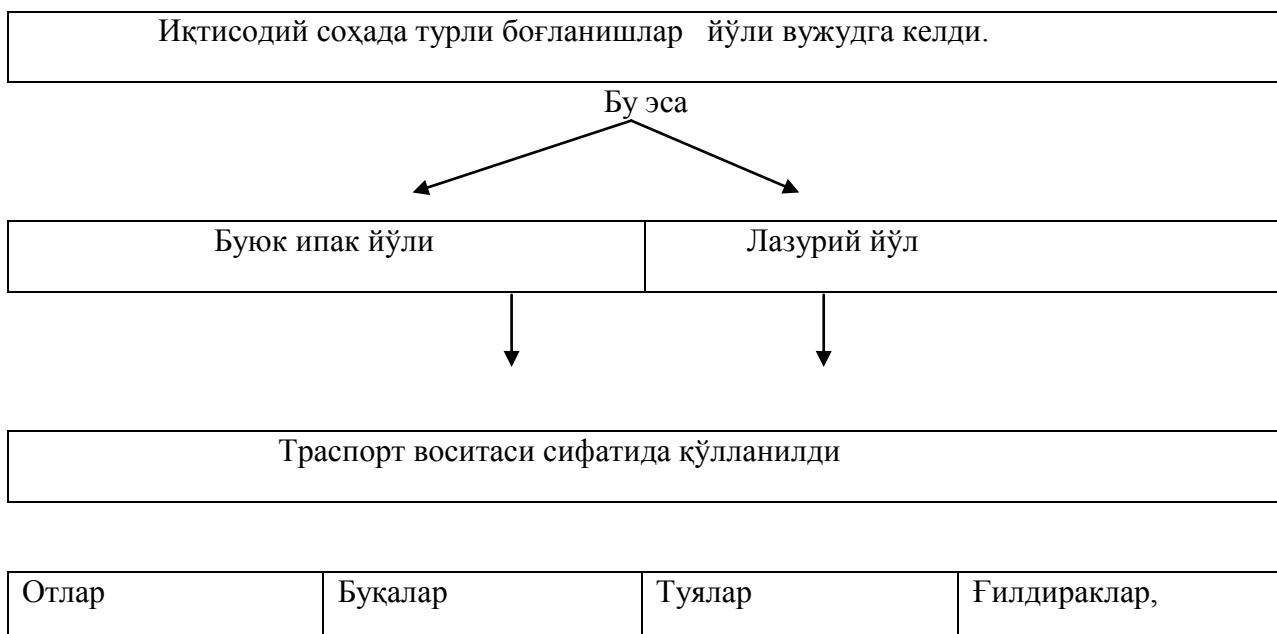 Иқтисодий соҳада турли боғланишлар йўли вужудга келди.
Бу эса
Буюк ипак йўли
Лазурий йўл
Траспорт воситаси сифатида қўлланилди
Отлар
Буқалар
Туялар
Ғилдираклар,